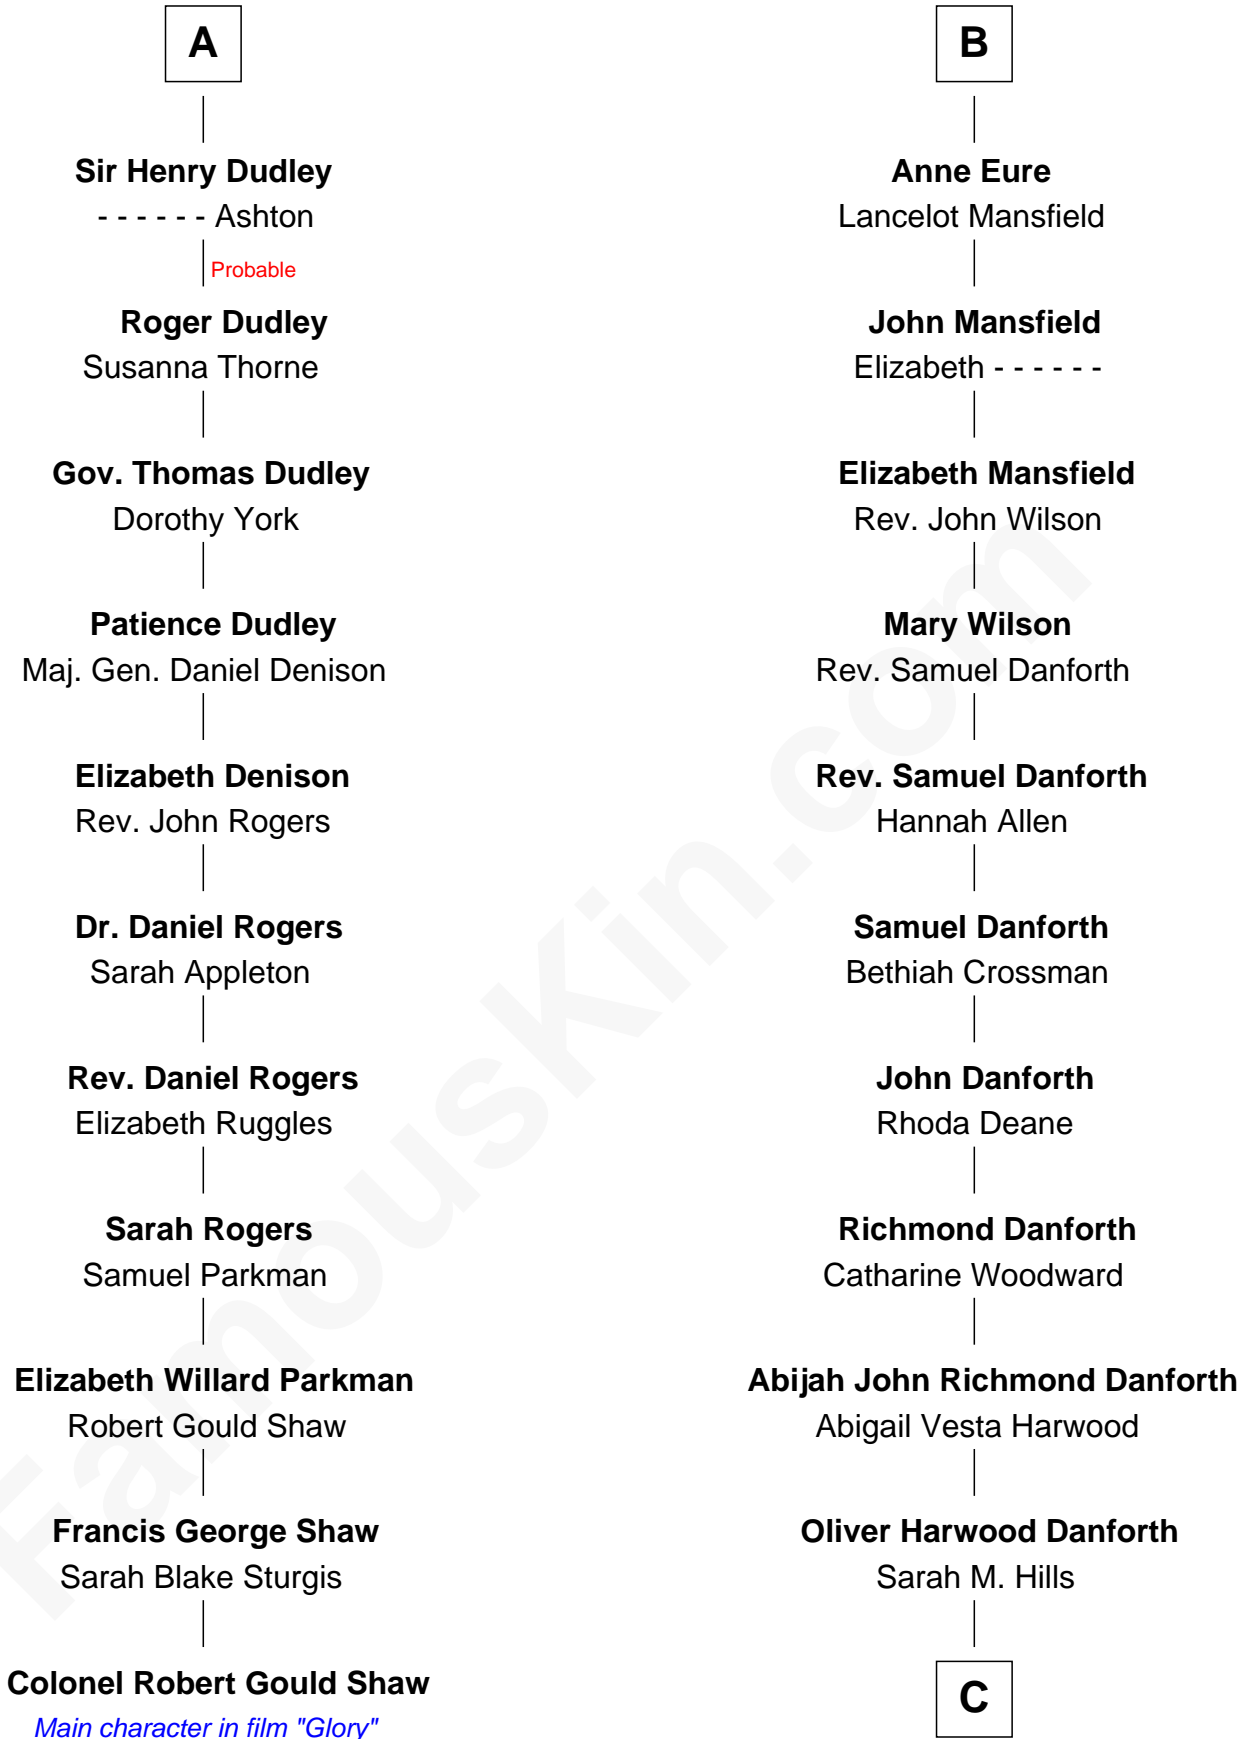 A
Sir Henry Dudley
- - - - - - Ashton
Probable
Roger Dudley
Susanna Thorne
Gov. Thomas Dudley
Dorothy York
Patience Dudley
Maj. Gen. Daniel Denison
Elizabeth Denison
Rev. John Rogers
Dr. Daniel Rogers
Sarah Appleton
Rev. Daniel Rogers
Elizabeth Ruggles
Sarah Rogers
Samuel Parkman
Elizabeth Willard Parkman
Robert Gould Shaw
Francis George Shaw
Sarah Blake Sturgis
Colonel Robert Gould Shaw
Main character in film "Glory"
B
Anne Eure
Lancelot Mansfield
John Mansfield
Elizabeth - - - - - -
Elizabeth Mansfield
Rev. John Wilson
Mary Wilson
Rev. Samuel Danforth
Rev. Samuel Danforth
Hannah Allen
Samuel Danforth
Bethiah Crossman
John Danforth
Rhoda Deane
Richmond Danforth
Catharine Woodward
Abijah John Richmond Danforth
Abigail Vesta Harwood
Oliver Harwood Danforth
Sarah M. Hills
C
FamousKin.com